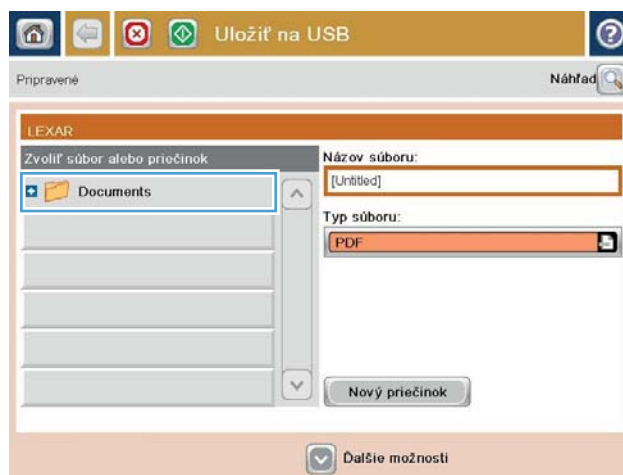 Uložiť na USB
Pripravené
Náhľad
LEXAR
Zvoliť súbor alebo priečinok
Documents
Názov súboru:
[Untitled]
Typ súboru:
PDF
Nový priečinok
Ďalšie možnosti